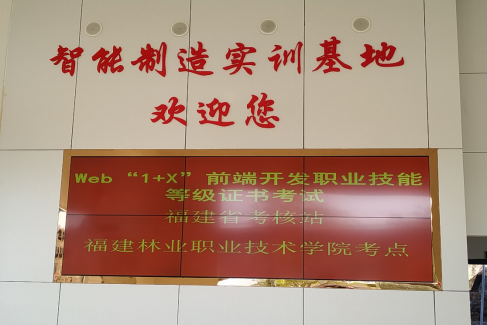 智能制造实训基地
欢迎您
Web“1+X”前端开发职业技能
等级证书考试
福建省考核站
福建林业职业技术学院考点